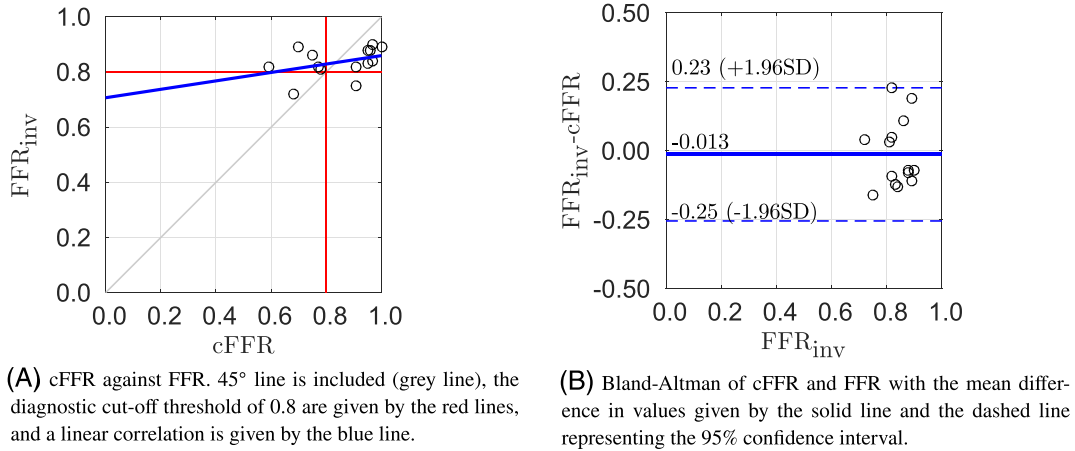 1.0
0.8
0.6
0.4
0.2
0.0
FFRinv
0.0 0.2 0.4 0.6 0.8 1.0
cFFR
(A) cFFR against FFR. 45° line is included (grey line), the
diagnostic cut-off threshold of 0.8 are given by the red lines,
and a linear correlation is given by the blue line.
0.50
0.25
0.00
-0.25
-0.50
FFRinv-cFFR
0.23 (+1.96SD)
-0.013
-0.25 (-1.96SD)
0.0 0.2 0.4 0.6 0.8 1.0
FFRinv
(B) Bland-Altman of cFFR and FFR with the mean differ-
ence in values given by the solid line and the dashed line
representing the 95% confidence interval.